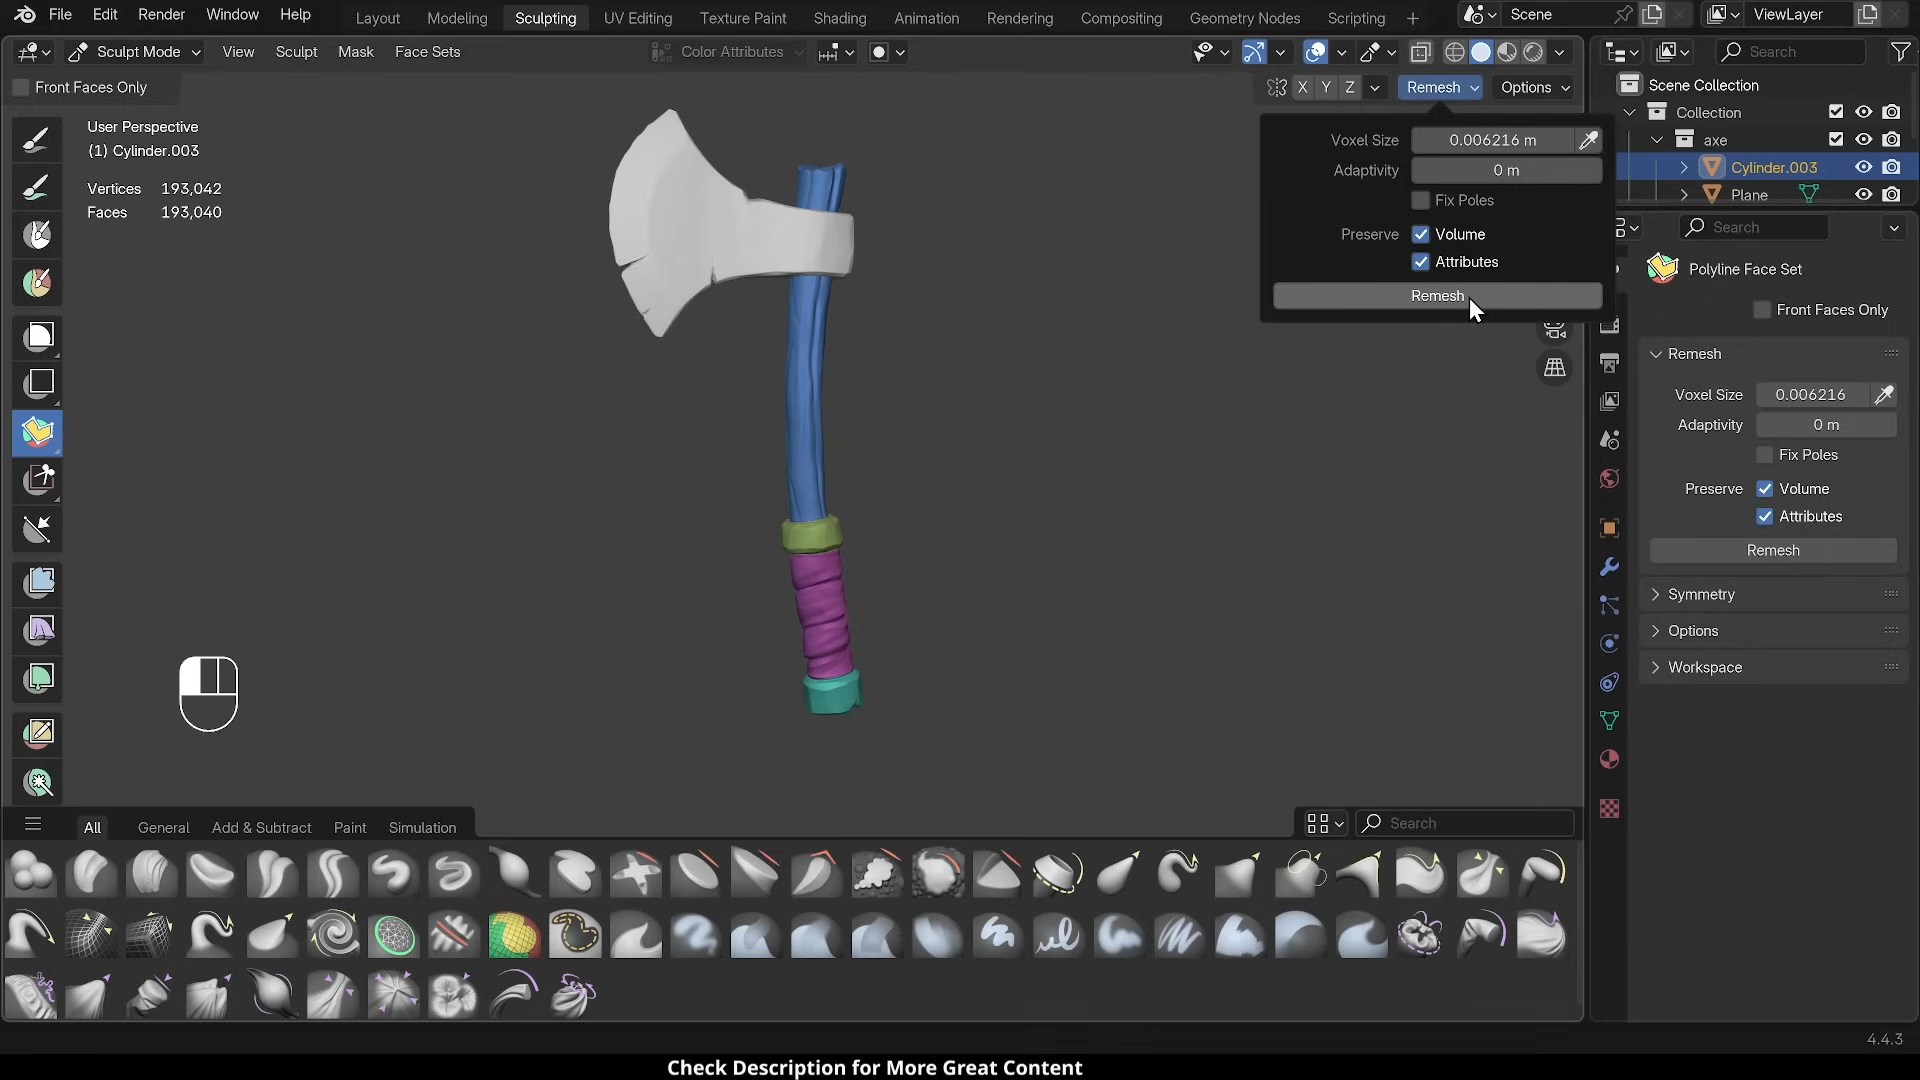 File Edit Render Window Help
Layout Modeling Sculpting UV Editing Texture Paint Shading Animation Rendering Compositing Geometry Nodes Scripting
Scene
ViewLayer
Sculpt Mode View Sculpt Mask Face Sets
Color Attributes
Search
Front Faces Only
X Y Z
Remesh
Options
User Perspective
(1) Cylinder.003
Vertices 193,042
Faces 193,040
Voxel Size 0.006216 m
Adaptivity 0 m
Fix Poles
Preserve Volume
Attributes
Remesh
Scene Collection
Collection
axe
Cylinder.003
Plane
Search
Polyline Face Set
Front Faces Only
Remesh
Voxel Size 0.006216
Adaptivity 0 m
Fix Poles
Preserve Volume
Attributes
Remesh
Symmetry
Options
Workspace
All General Add & Subtract Paint Simulation
Search
4.4.3
Check Description for More Great Content